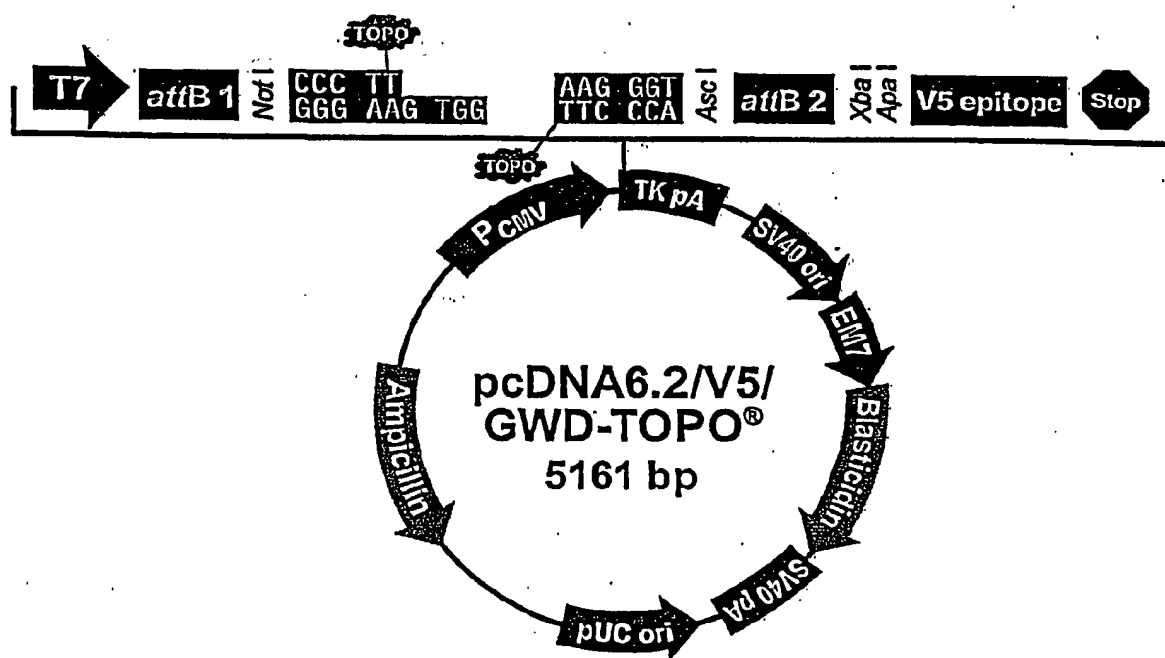 TOPO
T7
attB 1
Not I
CCC TT
GGG AAG TGG
AAG GGT
TTC CCA
Asc I
attB 2
Xba I
Apa I
V5 epitope
Stop
TOPO
PCMV
TK pA
SV40 ori
EM7
Blasticidin
SV40 pA
pUC ori
Ampicillin
pcDNA6.2/V5/
GWD-TOPO®
5161 bp